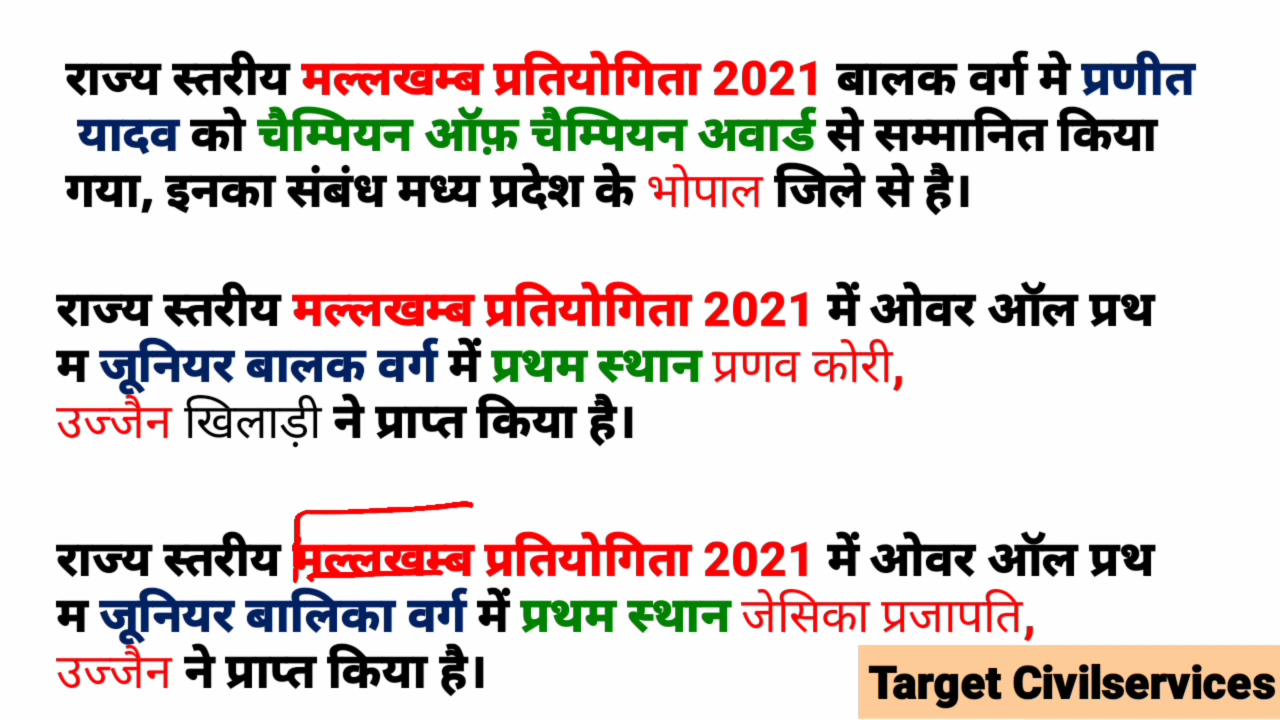 राज्य स्तरीय मल्लखम्ब प्रतियोगिता 2021 बालक वर्ग मे प्रणीत
यादव को चैम्पियन ऑफ़ चैम्पियन अवार्ड से सम्मानित किया
गया, इनका संबंध मध्य प्रदेश के भोपाल जिले से है।
राज्य स्तरीय मल्लखम्ब प्रतियोगिता 2021 में ओवर ऑल प्रथ
म जूनियर बालक वर्ग में प्रथम स्थान प्रणव कोरी,
उज्जैन खिलाड़ी ने प्राप्त किया है।
राज्य स्तरीय मल्लखम्ब प्रतियोगिता 2021 में ओवर ऑल प्रथ
म जूनियर बालिका वर्ग में प्रथम स्थान जेसिका प्रजापति,
उज्जैन ने प्राप्त किया है।
Target Civilservices